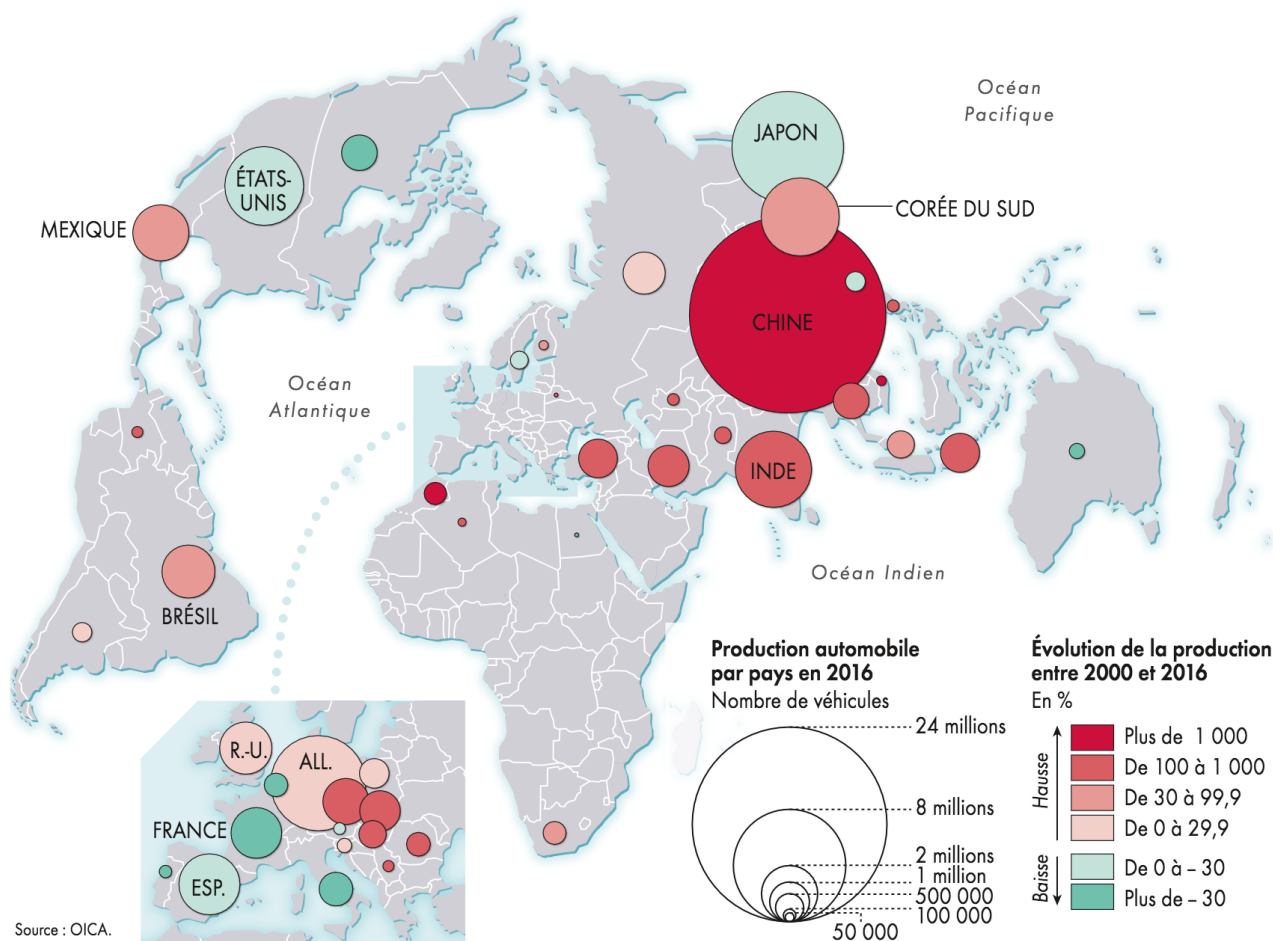 Océan
Pacifique
JAPON
ÉTATS-
UNIS
CORÉE DU SUD
MEXIQUE
CHINE
Océan
Atlantique
INDE
Océan Indien
BRÉSIL
R.-U.
ALL.
FRANCE
ESP.
Source : OICA.
Production automobile
par pays en 2016
Nombre de véhicules
24 millions
8 millions
2 millions
1 million
500 000
100 000
50 000
Évolution de la production
entre 2000 et 2016
En %
Hausse
Plus de 1 000
De 100 à 1 000
De 30 à 99,9
De 0 à 29,9
Baisse
De 0 à – 30
Plus de – 30